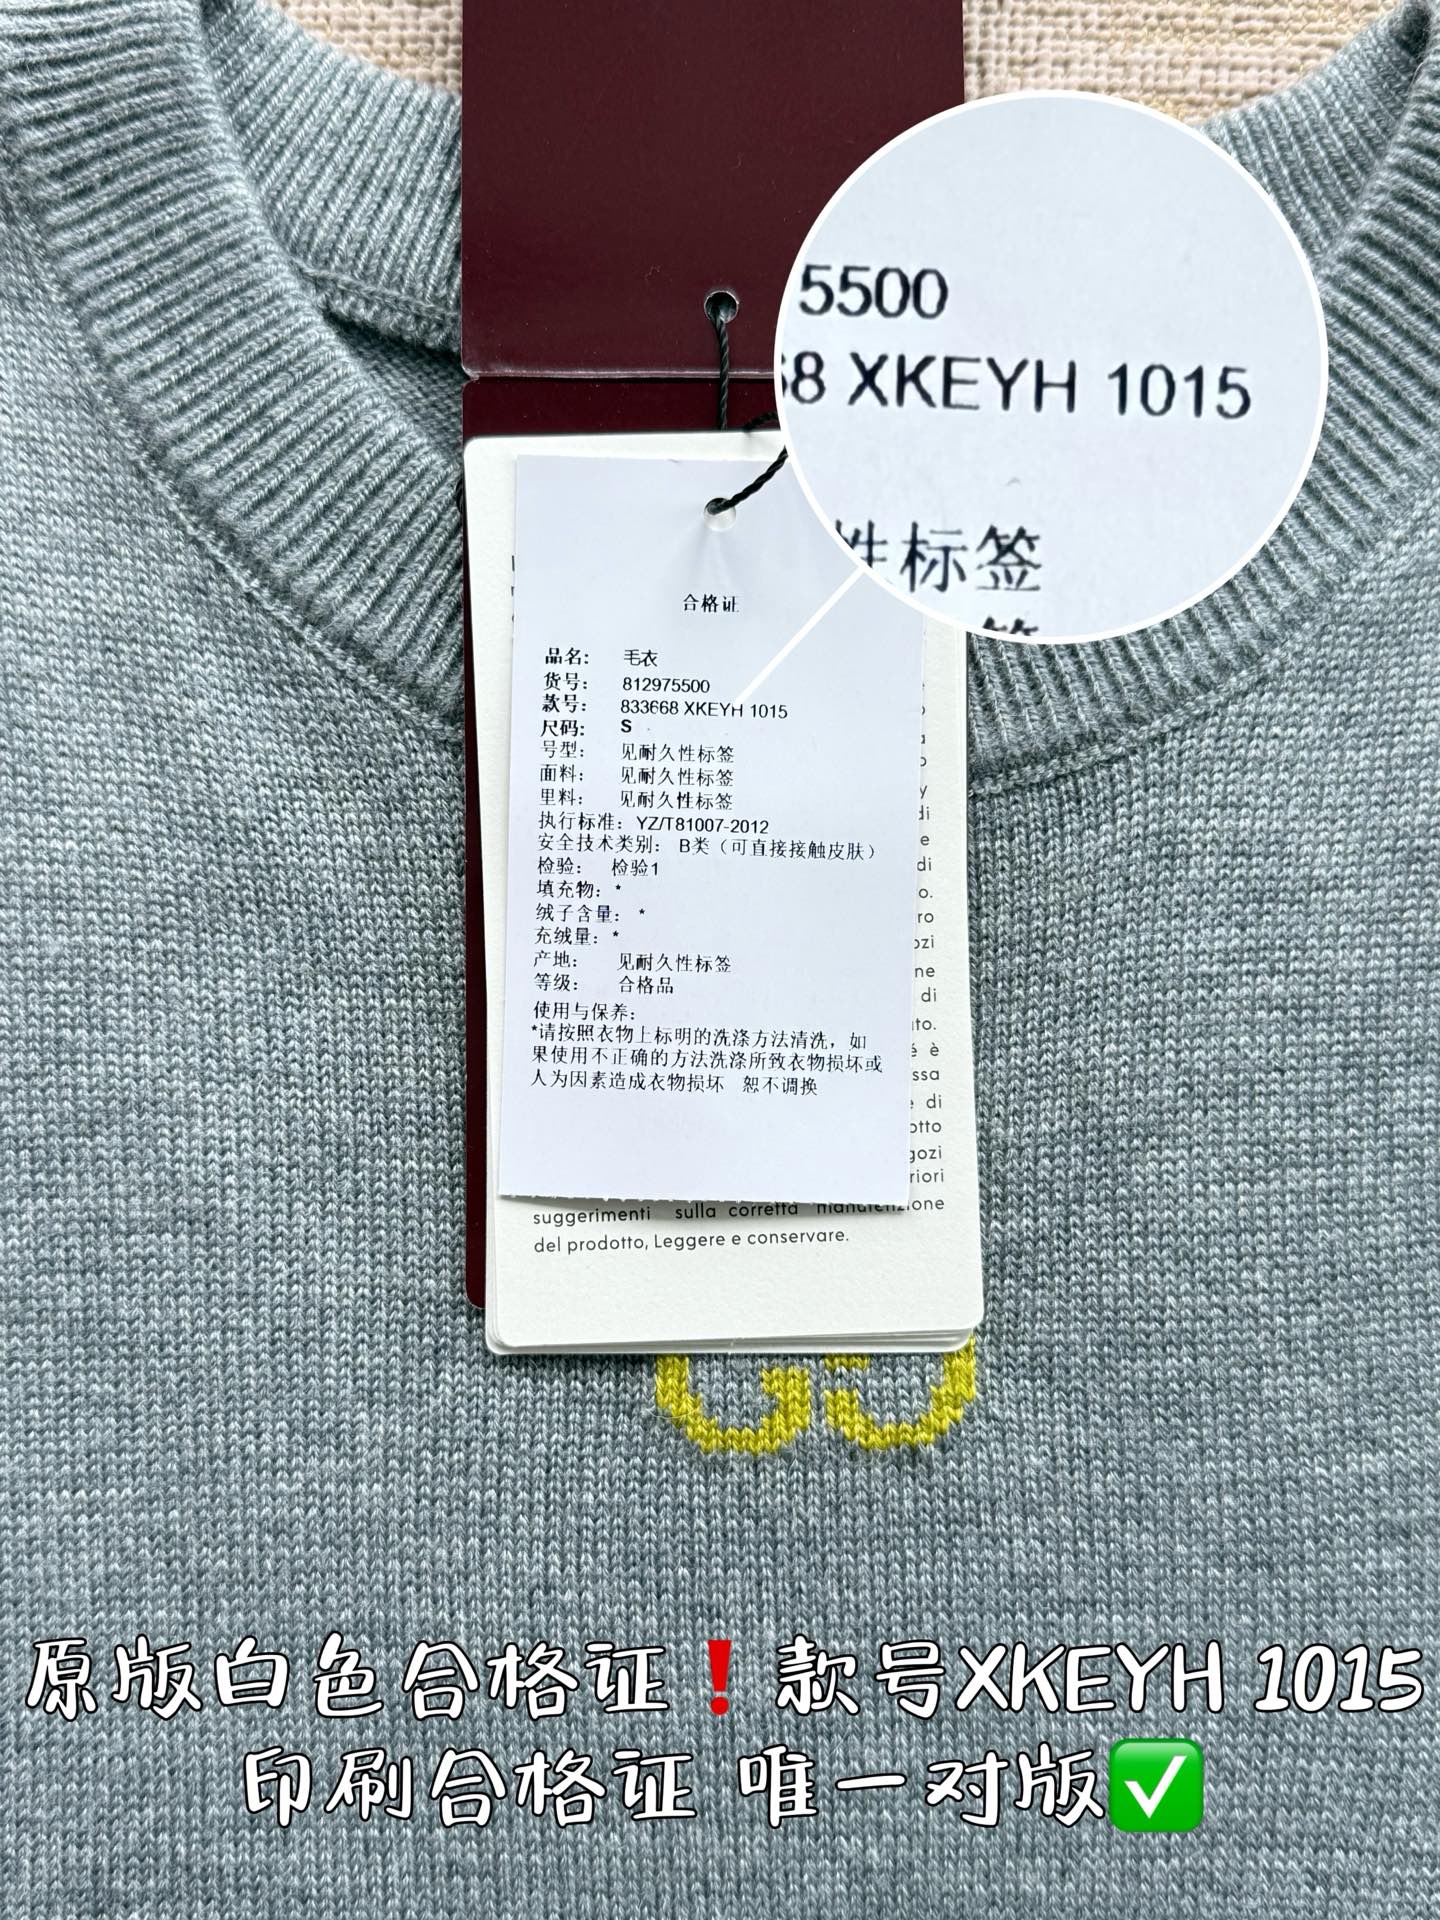 5500
8 XKEYH 1015
性标签
合格证
品名: 毛衣
货号: 812975500
款号: 833668 XKEYH 1015
尺码: S
号型: 见耐久性标签
面料: 见耐久性标签
里料: 见耐久性标签
执行标准: YZ/T81007-2012
安全技术类别: B类（可直接接触皮肤）
检验: 检验1
填充物: *
绒子含量: *
充绒量: *
产地: 见耐久性标签
等级: 合格品
使用与保养:
*请按照衣物上标明的洗涤方法清洗，如
果使用不正确的方法洗涤所致衣物损坏或
人为因素造成衣物损坏 恕不调换
suggerimenti sulla corretta manutenzione
del prodotto, Leggere e conservare.
原版白色合格证❗款号XKEYH 1015
印刷合格证 唯一对版✅